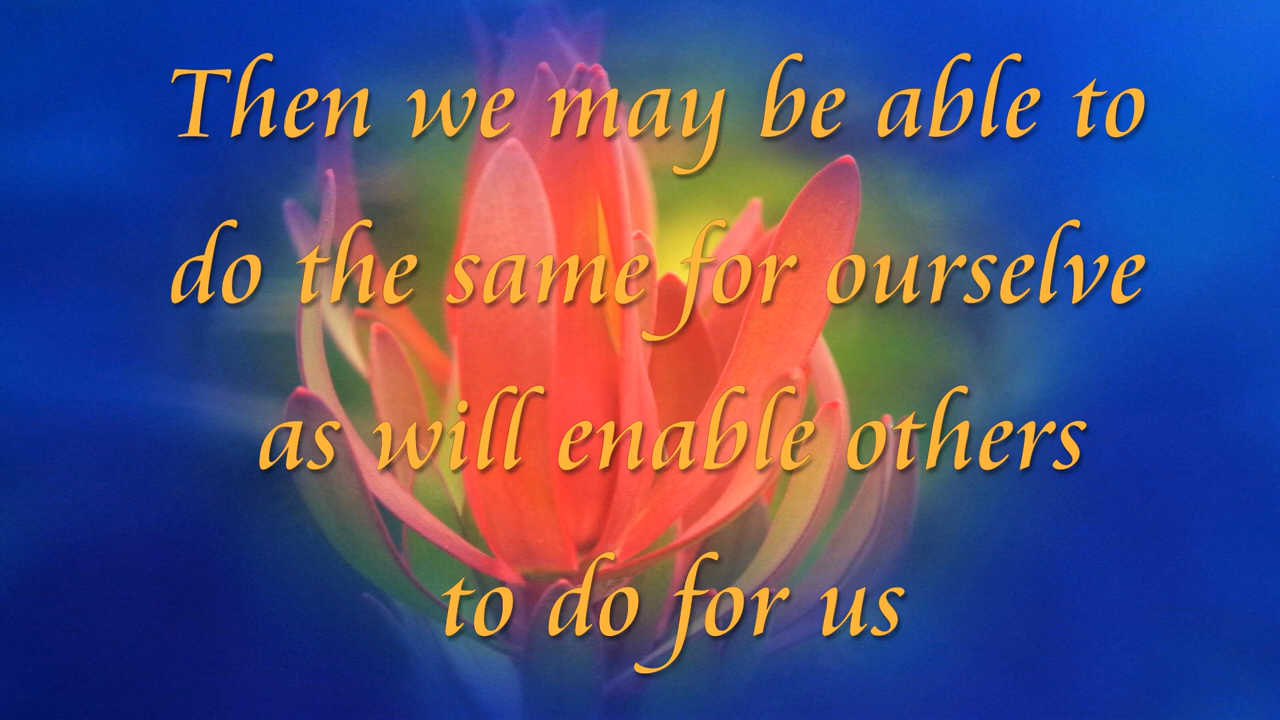 Then we may be able to
do the same for ourselve
as will enable others
to do for us